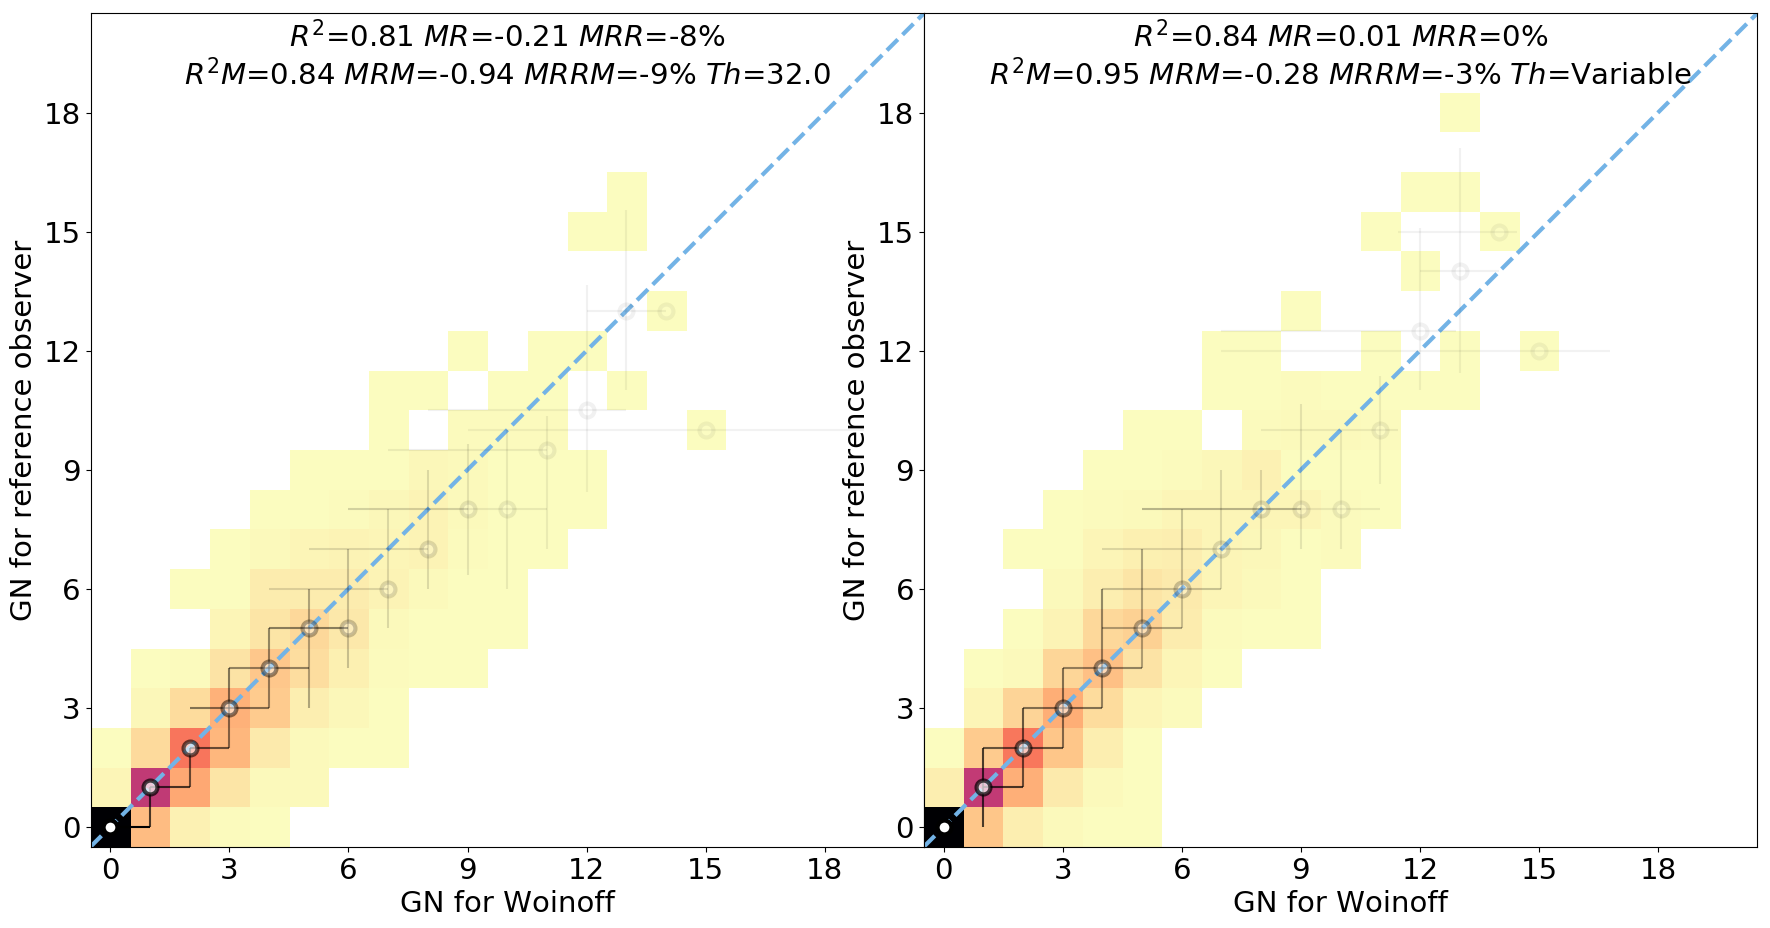 R²=0.81 MR=-0.21 MRR=-8%
R²M=0.84 MRM=-0.94 MRRM=-9% Th=32.0
18
15
12
9
6
3
0
GN for reference observer
0 3 6 9 12 15 18
GN for Woinoff
R²=0.84 MR=0.01 MRR=0%
R²M=0.95 MRM=-0.28 MRRM=-3% Th=Variable
18
15
12
9
6
3
0
GN for reference observer
0 3 6 9 12 15 18
GN for Woinoff